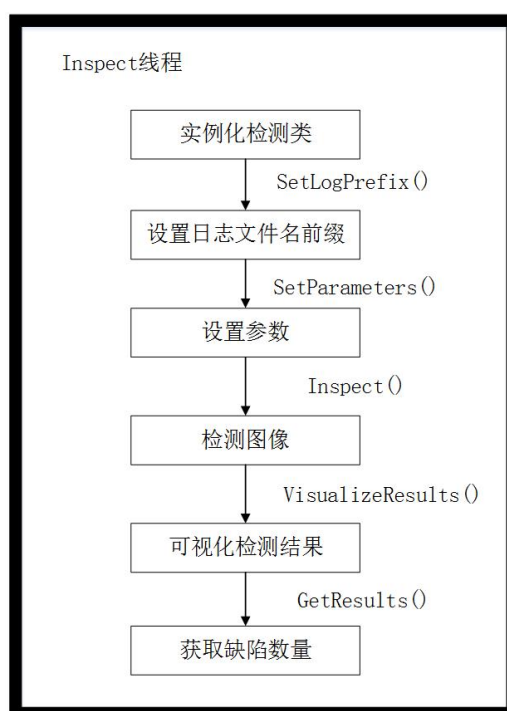 Inspect线程
实例化检测类
SetLogPrefix()
设置日志文件名前缀
SetParameters()
设置参数
Inspect()
检测图像
VisualizeResults()
可视化检测结果
GetResults()
获取缺陷数量